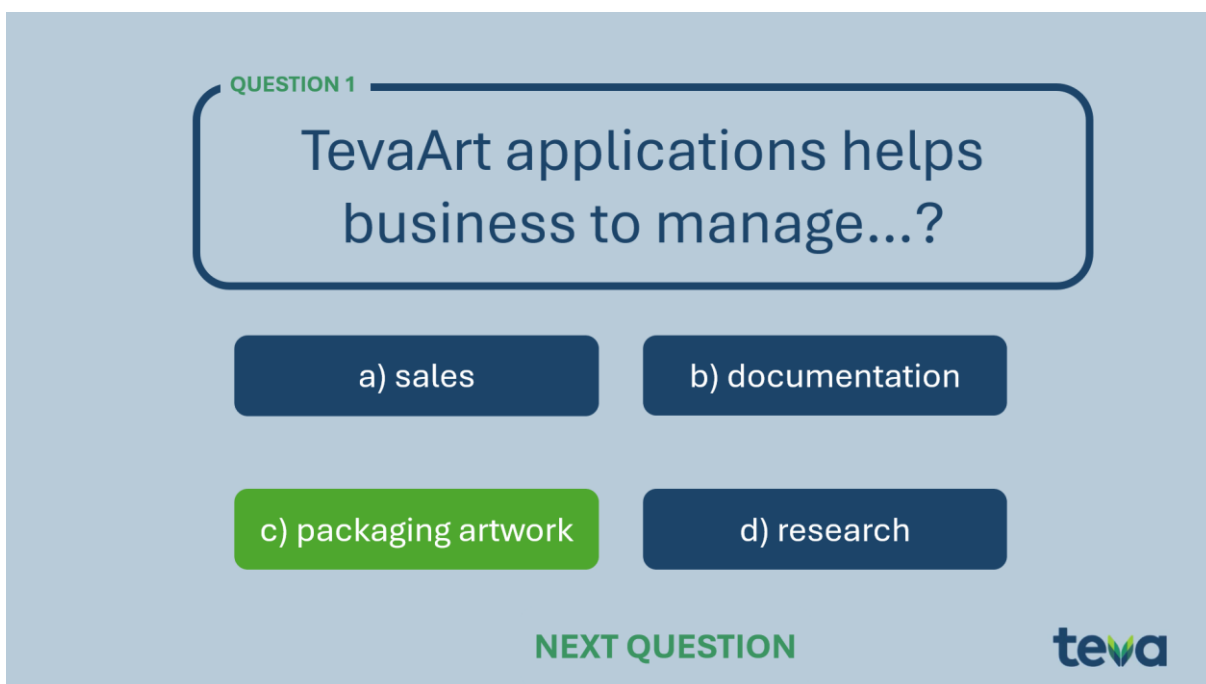 QUESTION 1
TevaArt applications helps
business to manage...?
a) sales
b) documentation
c) packaging artwork
d) research
NEXT QUESTION
teva